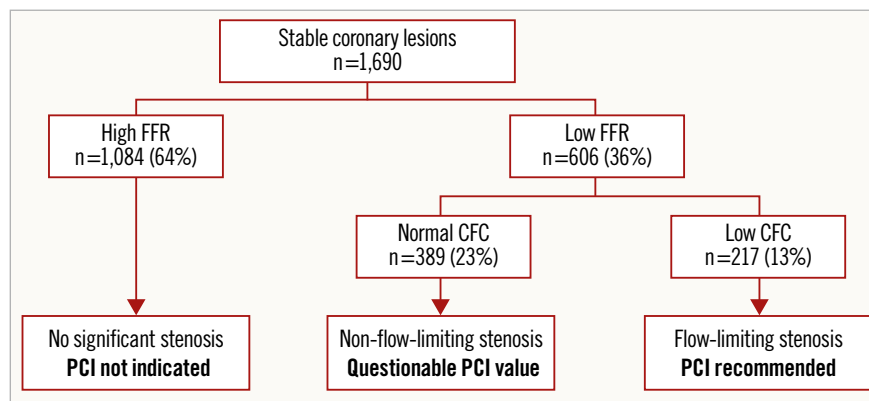 Stable coronary lesions
n=1,690
High FFR
n=1,084 (64%)
Low FFR
n=606 (36%)
Normal CFC
n=389 (23%)
Low CFC
n=217 (13%)
No significant stenosis
PCI not indicated
Non-flow-limiting stenosis
Questionable PCI value
Flow-limiting stenosis
PCI recommended